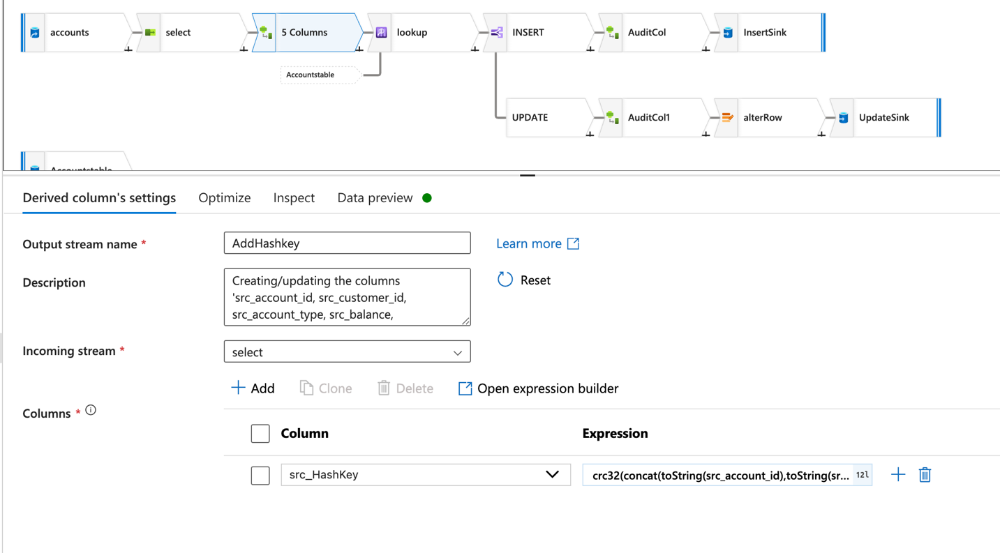 accounts
select
5 Columns
lookup
INSERT
AuditCol
InsertSink
Accountstable
UPDATE
AuditCol1
alterRow
UpdateSink
Accountstable
Derived column's settings
Optimize
Inspect
Data preview
Output stream name *
AddHashkey
Learn more
Description
Creating/updating the columns
'src_account_id, src_customer_id,
src_account_type, src_balance,
Reset
Incoming stream *
select
Add
Clone
Delete
Open expression builder
Columns *
Column
Expression
src_HashKey
crc32(concat(toString(src_account_id),toString(sr...
12l